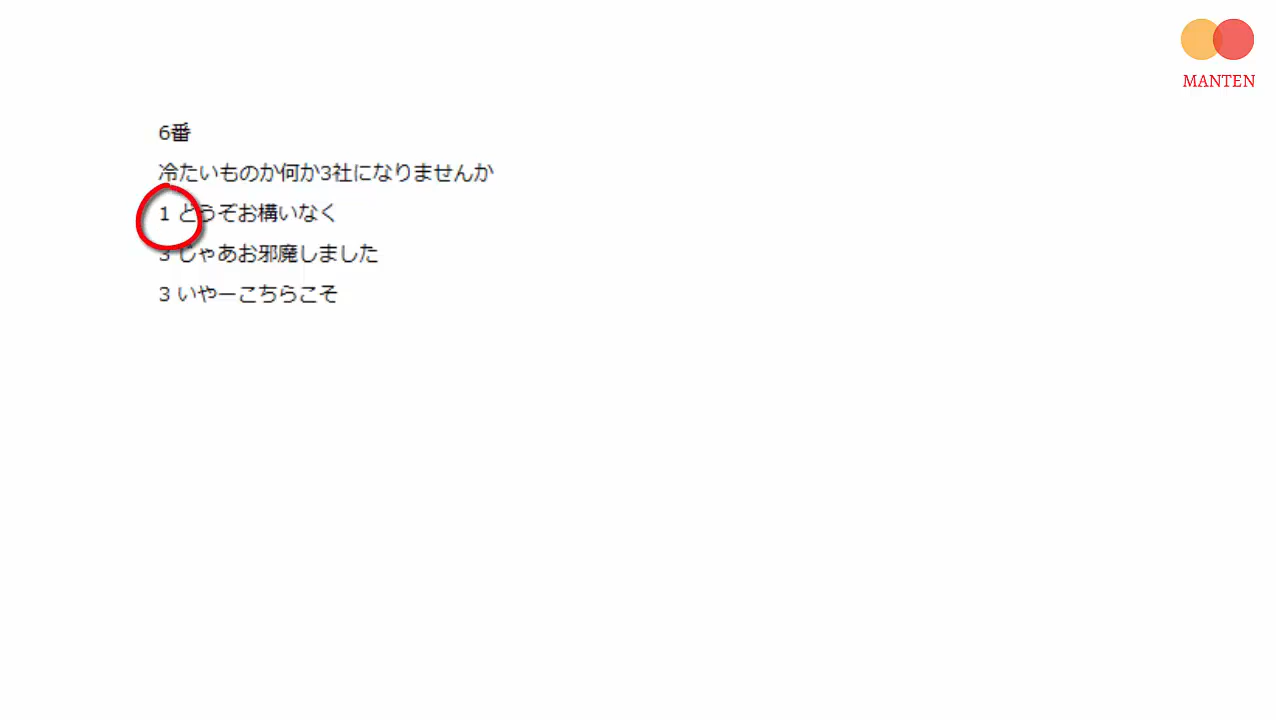 MANTEN
6番
冷たいものか何か3社になりませんか
1 どうぞお構いなく
3 じゃあお邪魔しました
3 いやーこちらこそ